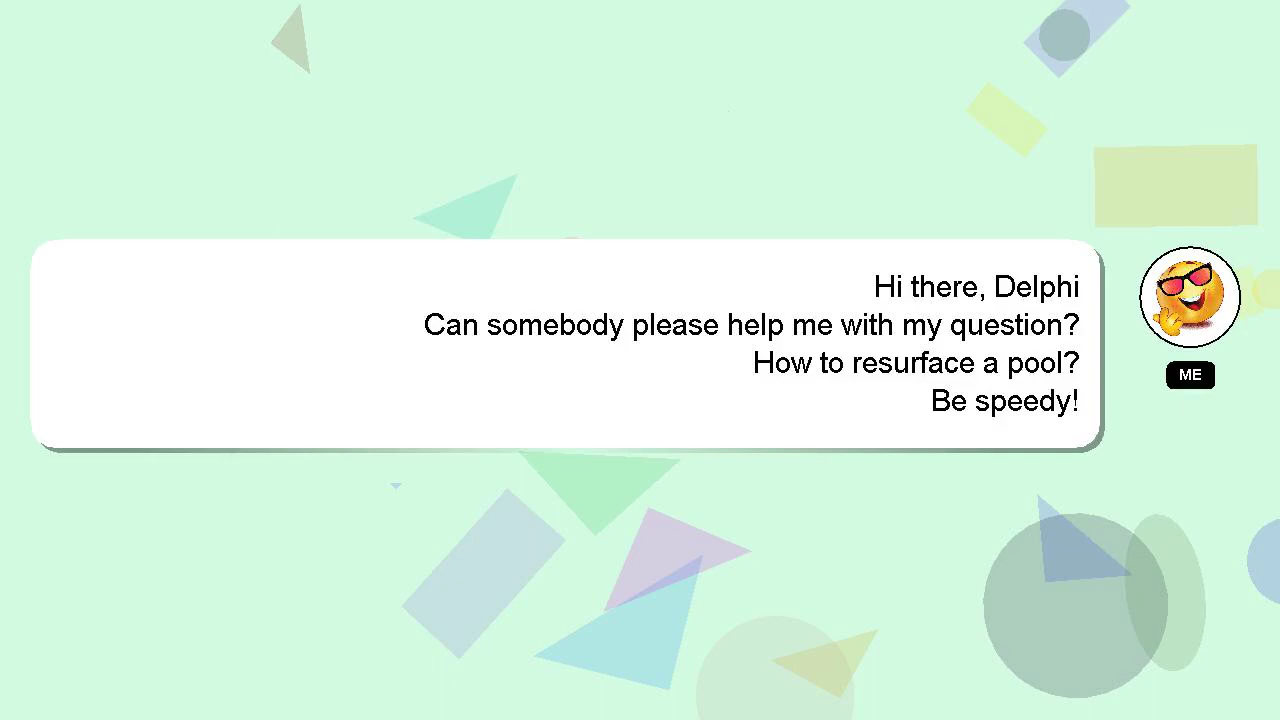 Hi there, Delphi
Can somebody please help me with my question?
How to resurface a pool?
Be speedy!
ME